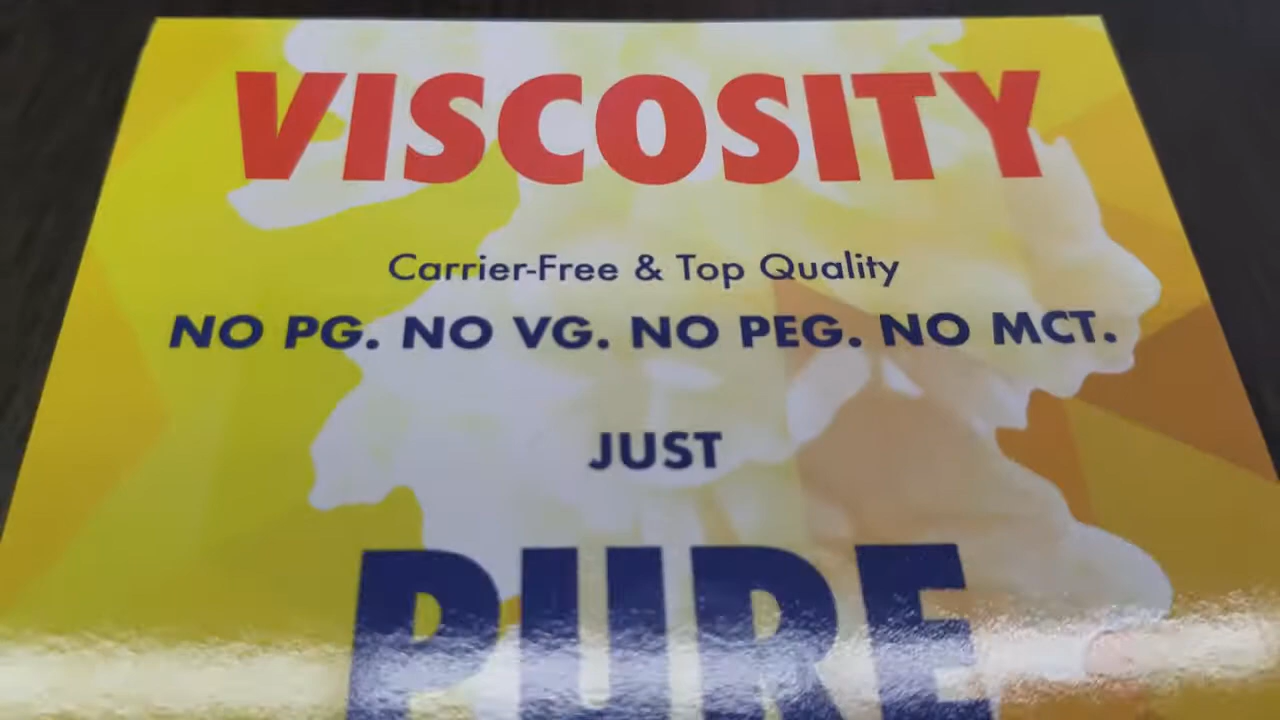 VISCOSITY
Carrier-Free & Top Quality
NO PG. NO VG. NO PEG. NO MCT.
JUST
PURE